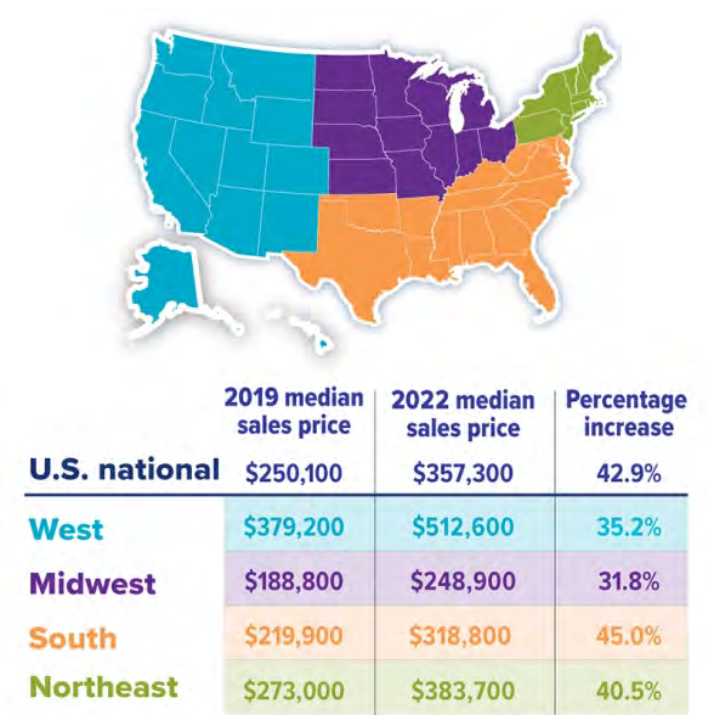 2019 median sales price 2022 median sales price Percentage increase
U.S. national $250,100 $357,300 42.9%
West $379,200 $512,600 35.2%
Midwest $188,800 $248,900 31.8%
South $219,900 $318,800 45.0%
Northeast $273,000 $383,700 40.5%